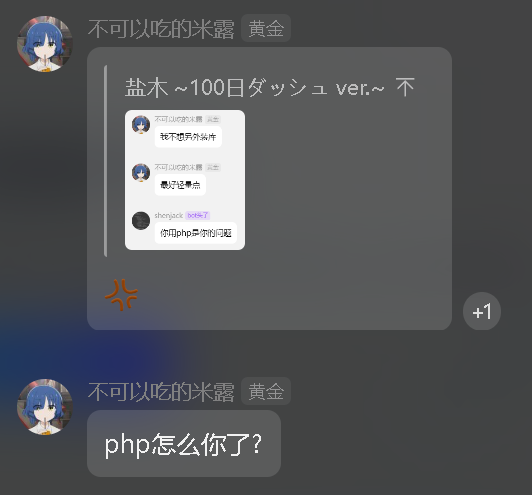 不可以吃的米露 黄金
盐木 ~100日ダッシュ ver.~
不可以吃的米露 黄金
我不想另外装库
不可以吃的米露 黄金
最好轻量点
shenjack
你用php是你的问题
+1
不可以吃的米露 黄金
php怎么你了?